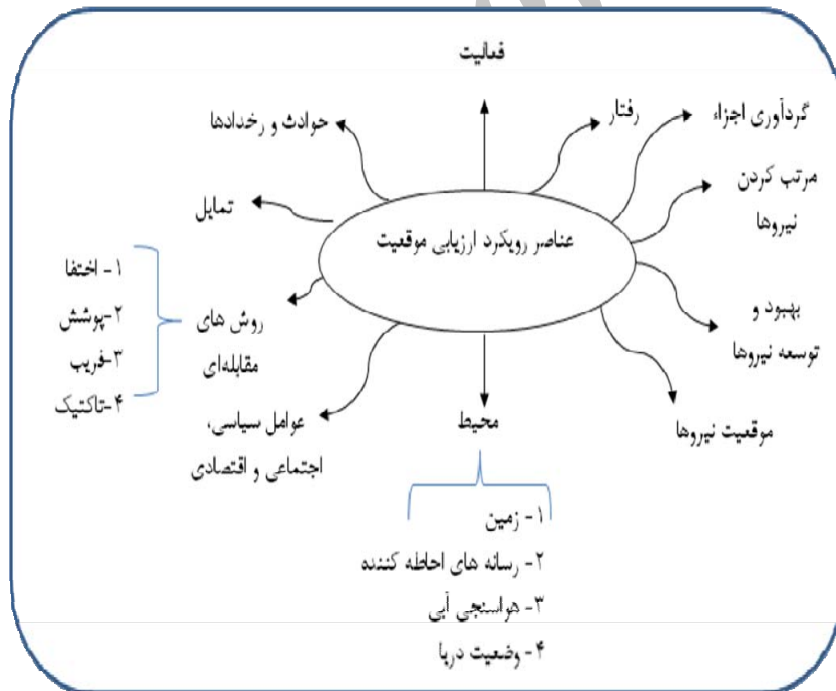 فعالیت
گردآوری اجزاء
رفتار
حوادث و رخدادها
مرتب کردن
نیروها
تمایل
عناصر رویکرد ارزیابی موقعیت
بهبود و
توسعه نیروها
روش های
مقابله‌ای
۱- اختفا
۲-پوشش
۳-فریب
۴-تاکتیک
موقعیت نیروها
محیط
عوامل سیاسی،
اجتماعی و اقتصادی
۱- زمین
۲- رسانه های احاطه کننده
۳- هواسنجی آبی
۴- وضعیت دریا